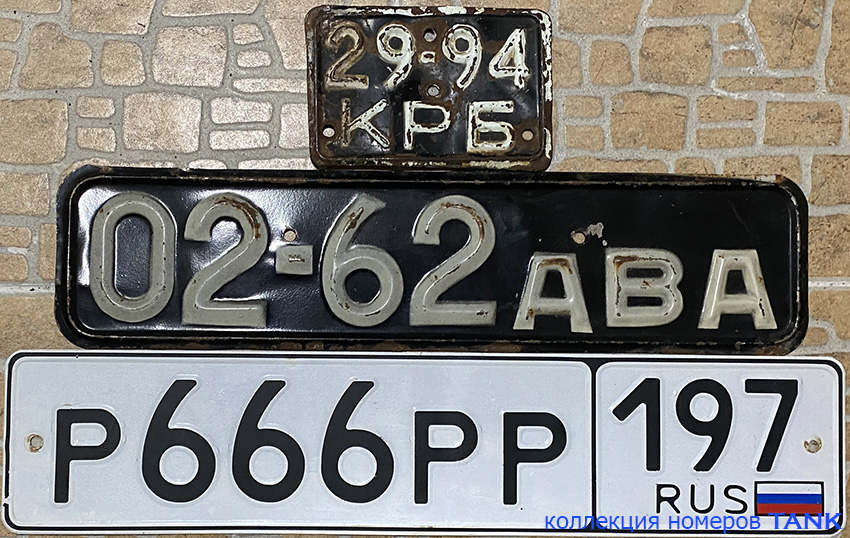 29-94
КРБ
02-62 АВА
Р666РР 197
RUS
коллекция номеров TANK